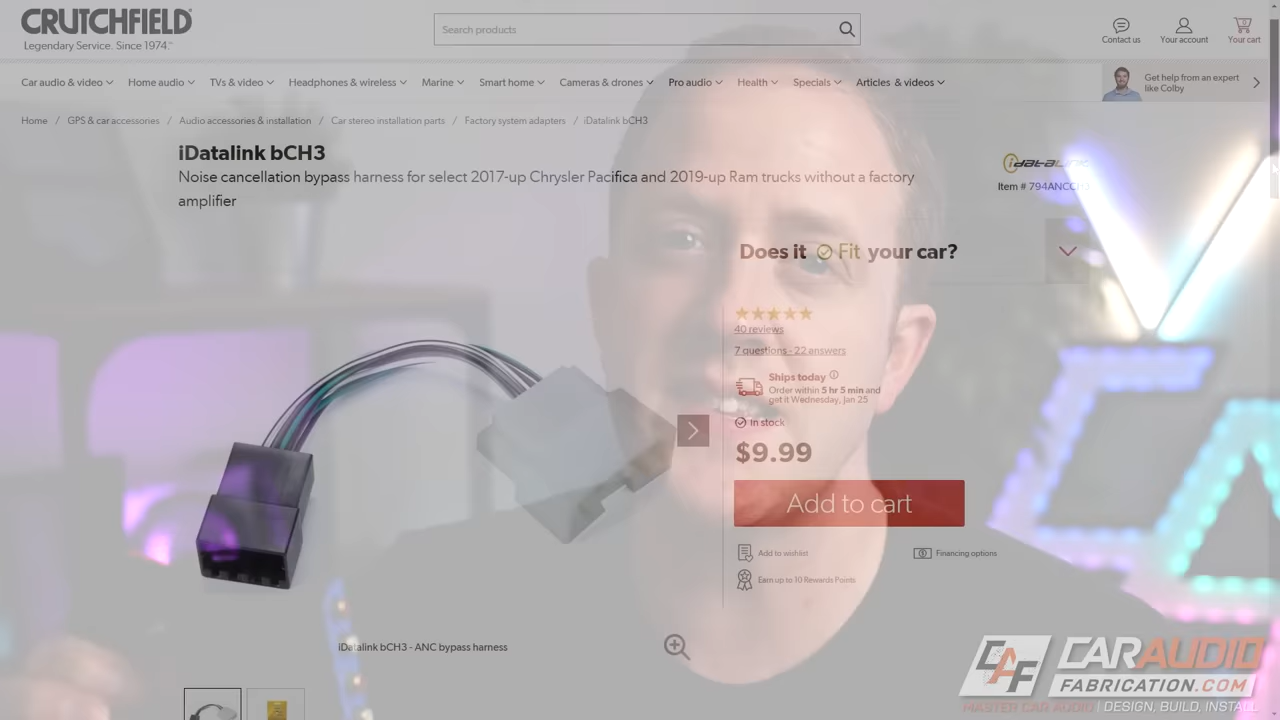 CRUTCHFIELD
Legendary Service. Since 1974.™
Search products
Contact us
Your account
0
Your cart
Car audio & video
Home audio
TVs & video
Headphones & wireless
Marine
Smart home
Cameras & drones
Pro audio
Health
Specials
Articles & videos
Get help from an expert
like Colby
Home / GPS & car accessories / Audio accessories & installation / Car stereo installation parts / Factory system adapters / iDatalink bCH3
iDatalink bCH3
Noise cancellation bypass harness for select 2017-up Chrysler Pacifica and 2019-up Ram trucks without a factory
amplifier
iDatalink
Does it Fit your car?
40 reviews
7 questions - 22 answers
Ships today
Order within 5 hr 5 min and
get it Wednesday, Jan 25
In stock
$9.99
Add to cart
Add to wishlist
Financing options
Earn up to 10 Rewards Points
iDatalink bCH3 - ANC bypass harness
CAF
CARAUDIO
FABRICATION.COM
MASTER CAR AUDIO | DESIGN, BUILD, INSTALL